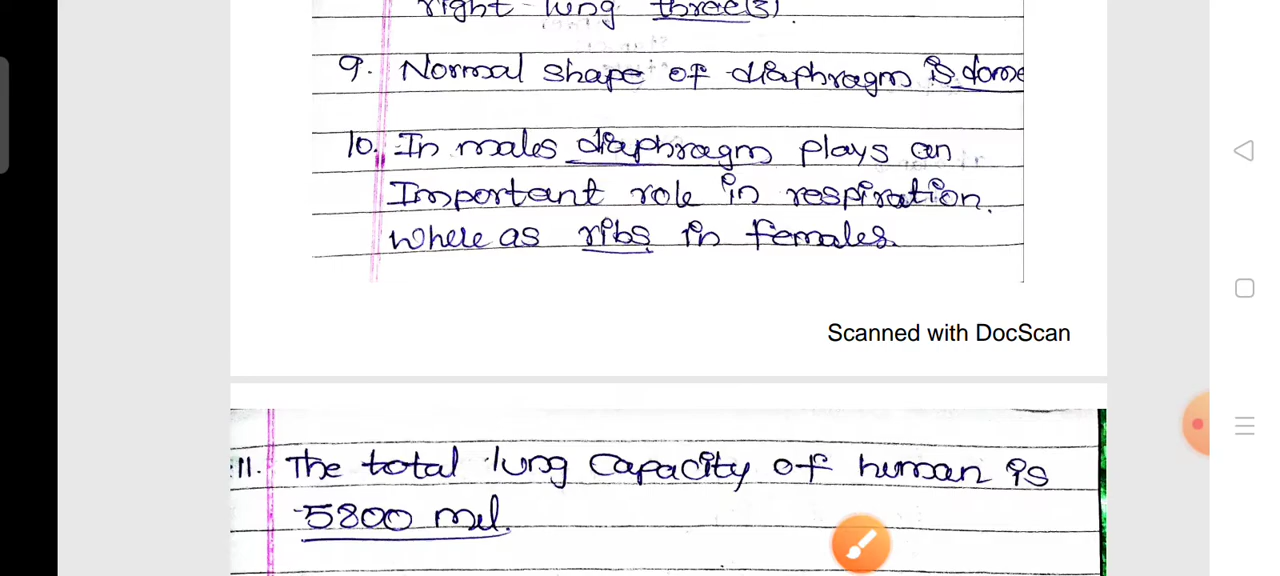 right lung three(3).
9. Normal shape of diaphragm is dome
10. In males diaphragm plays an
Important role in respiration.
Where as ribs in females.
Scanned with DocScan
11. The total lung capacity of human is
5800 ml.